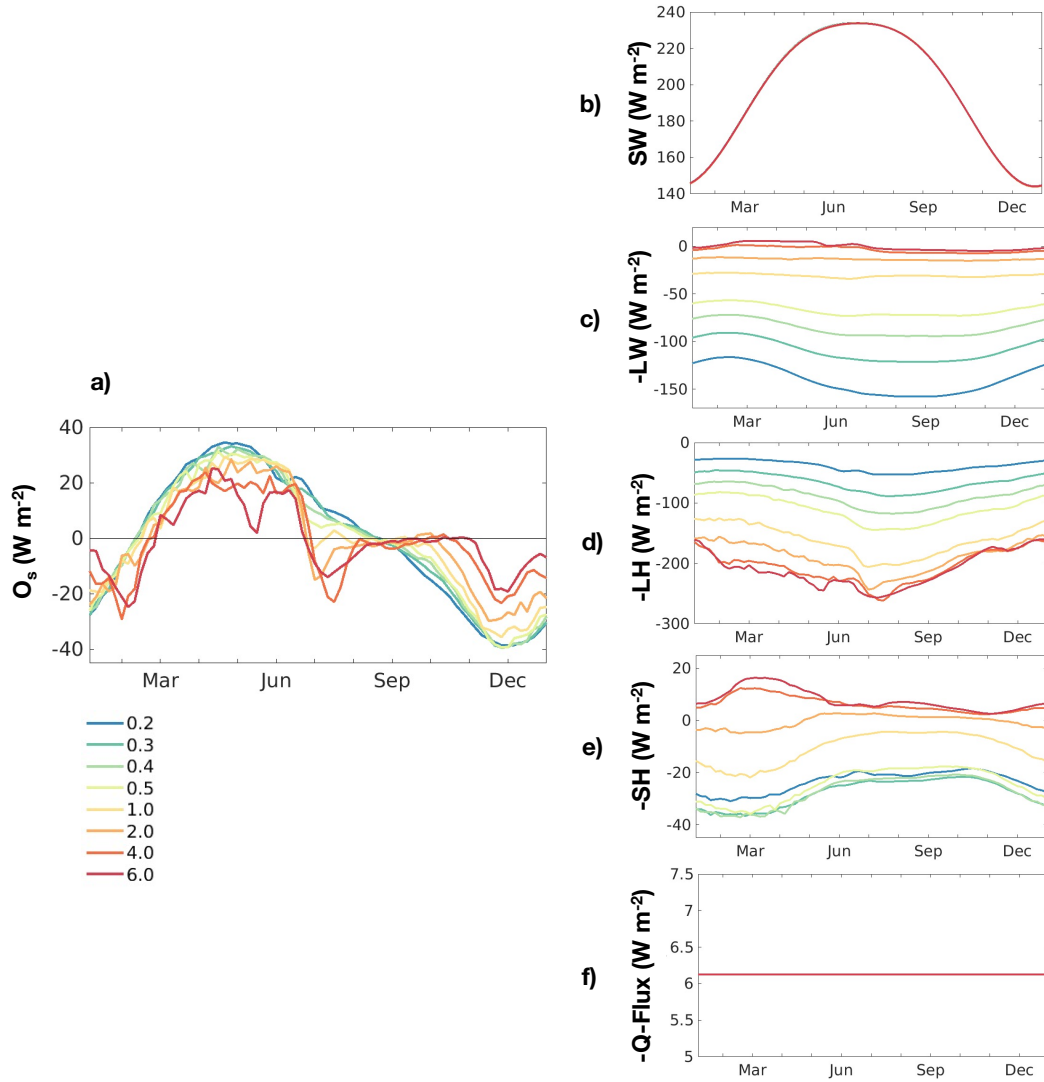 a)
O_s (W m^-2)
40
20
0
-20
-40
Mar Jun Sep Dec
0.2
0.3
0.4
0.5
1.0
2.0
4.0
6.0
b)
SW (W m^-2)
240
220
200
180
160
140
Mar Jun Sep Dec
c)
-LW (W m^-2)
0
-50
-100
-150
Mar Jun Sep Dec
d)
-LH (W m^-2)
0
-100
-200
-300
Mar Jun Sep Dec
e)
-SH (W m^-2)
20
0
-20
-40
Mar Jun Sep Dec
f)
-Q-Flux (W m^-2)
7.5
7
6.5
6
5.5
5
Mar Jun Sep Dec